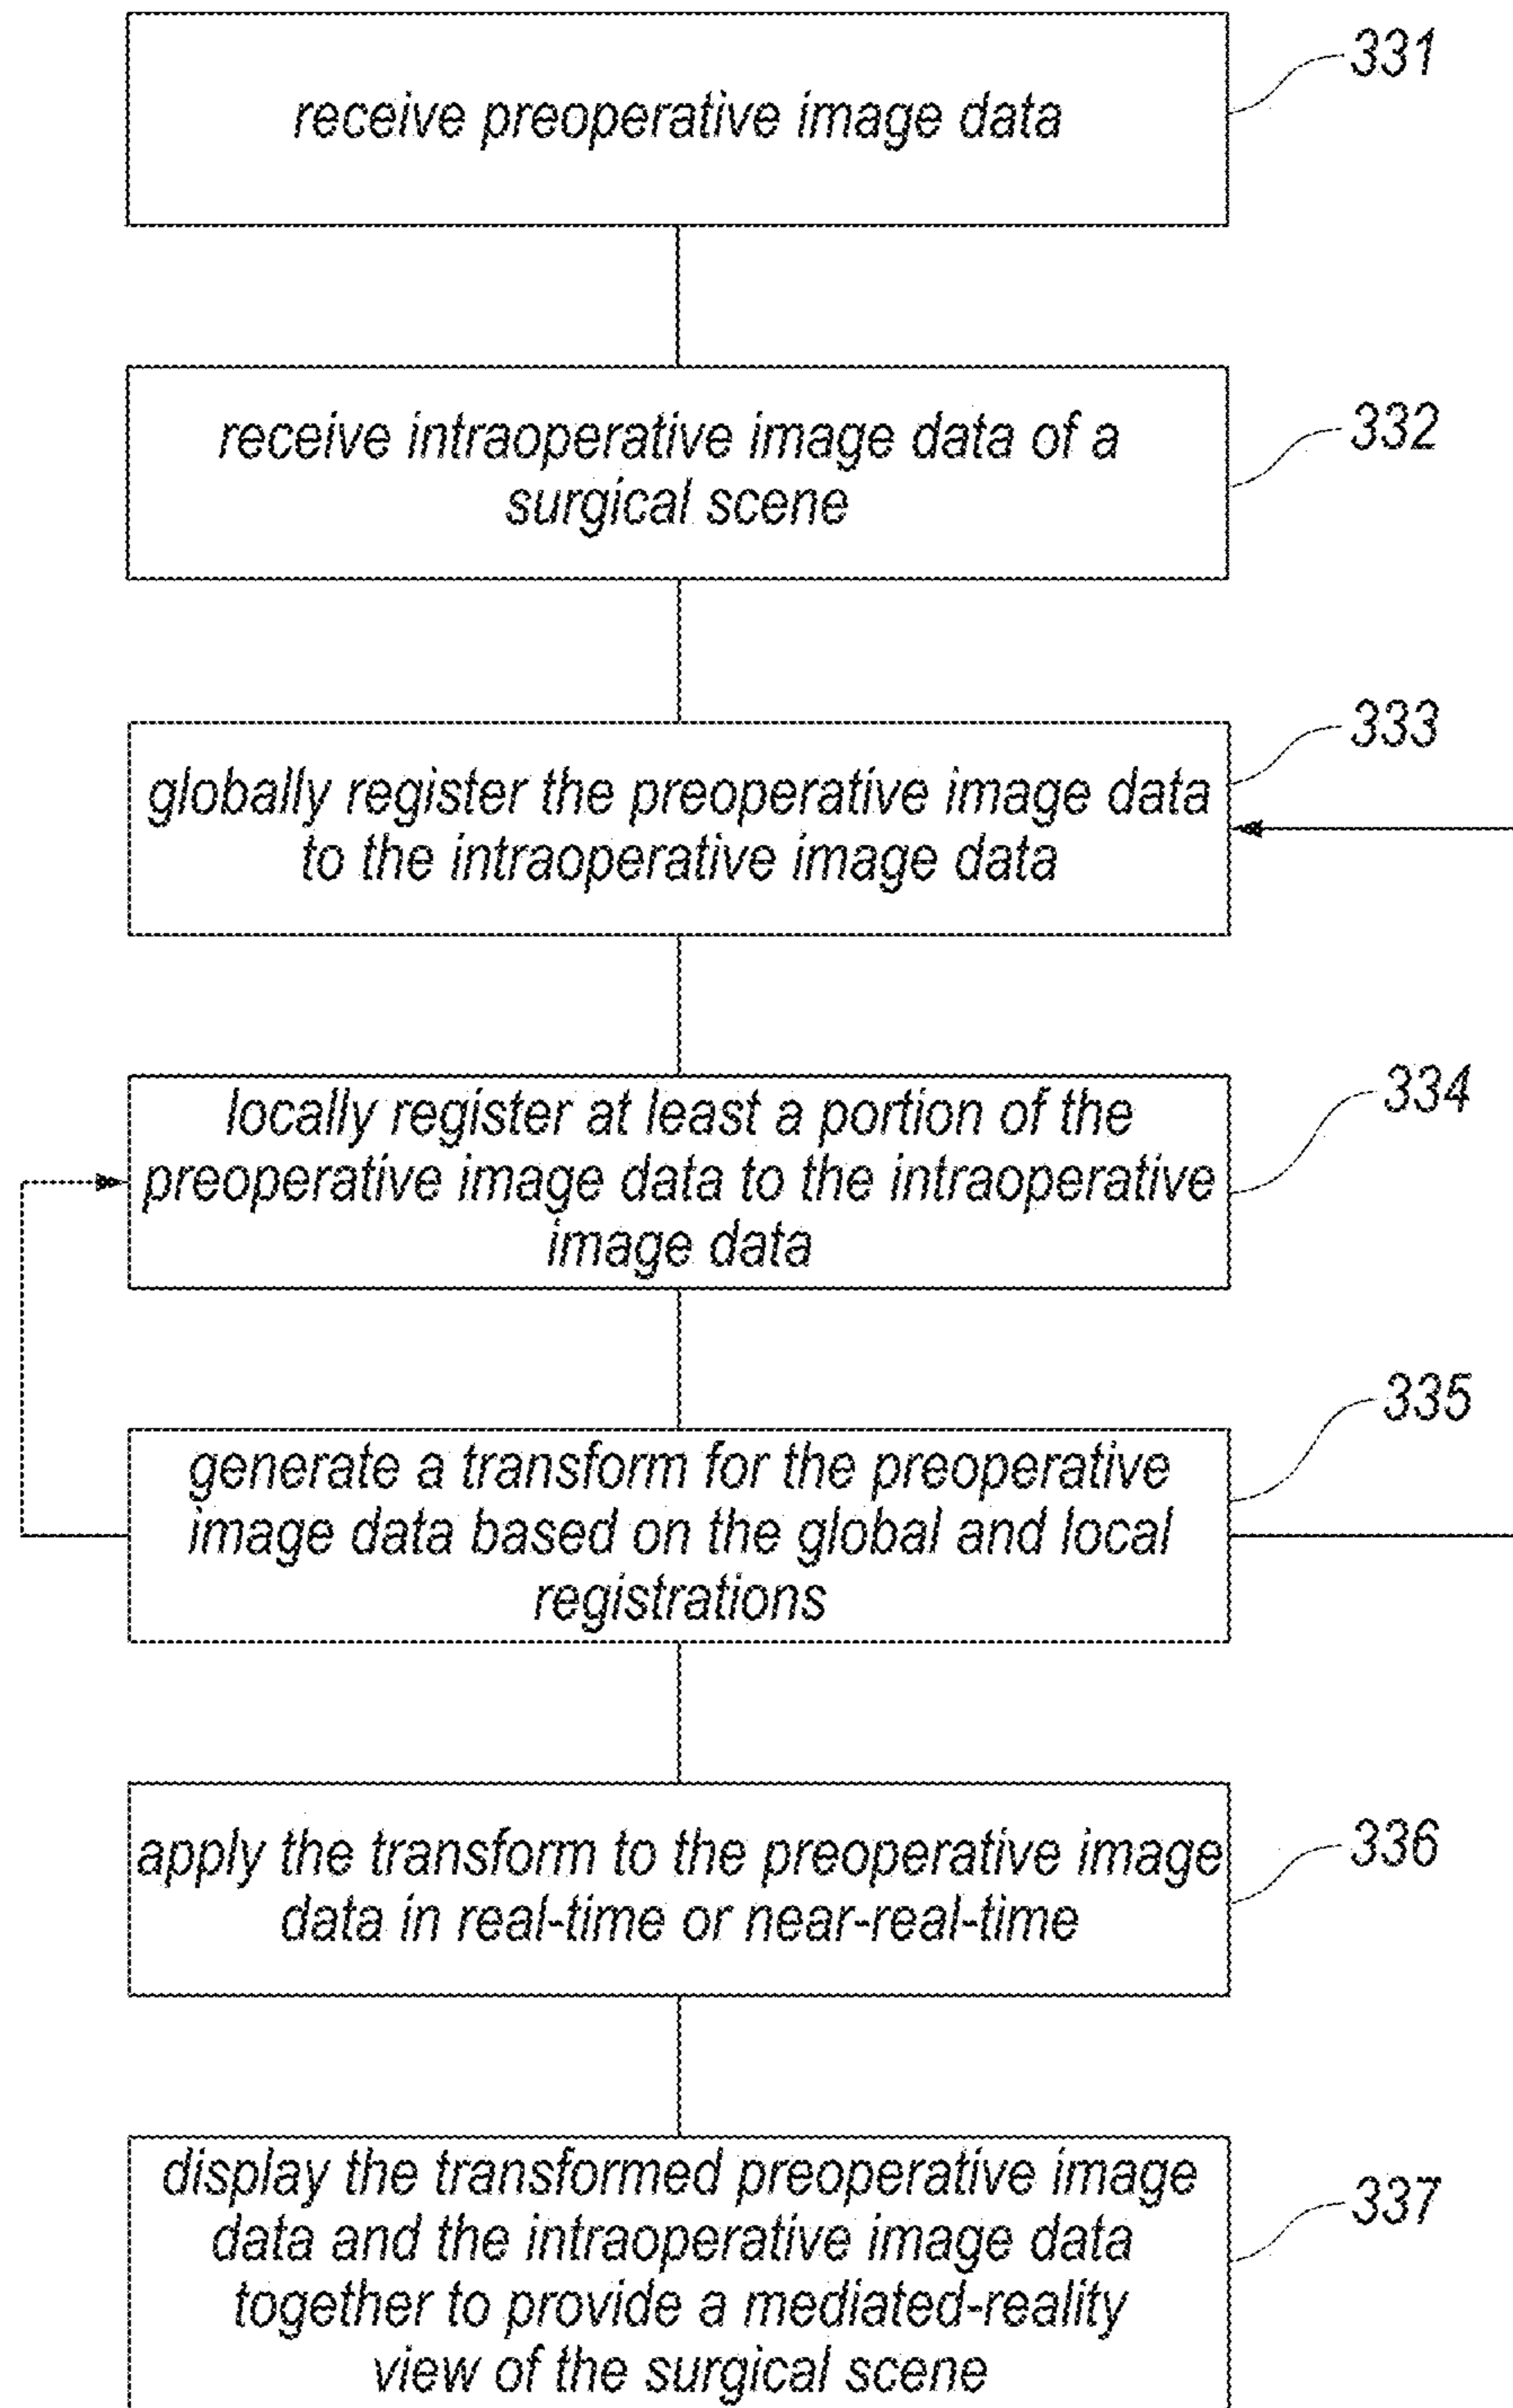 331
receive preoperative image data
332
receive intraoperative image data of a
surgical scene
333
globally register the preoperative image data
to the intraoperative image data
334
locally register at least a portion of the
preoperative image data to the intraoperative
image data
335
generate a transform for the preoperative
image data based on the global and local
registrations
336
apply the transform to the preoperative image
data in real-time or near-real-time
337
display the transformed preoperative image
data and the intraoperative image data
together to provide a mediated-reality
view of the surgical scene